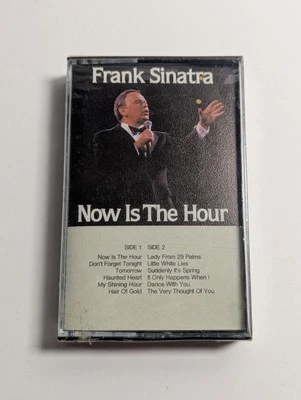 Frank Sinatra
Now Is The Hour
SIDE 1 SIDE 2
Now Is The Hour Lady From 29 Palms
Don't Forget Tonight Little White Lies
Tomorrow Suddenly It's Spring
Haunted Heart It Only Happens When I
My Shining Hour Dance With You
Hair Of Gold The Very Thought Of You